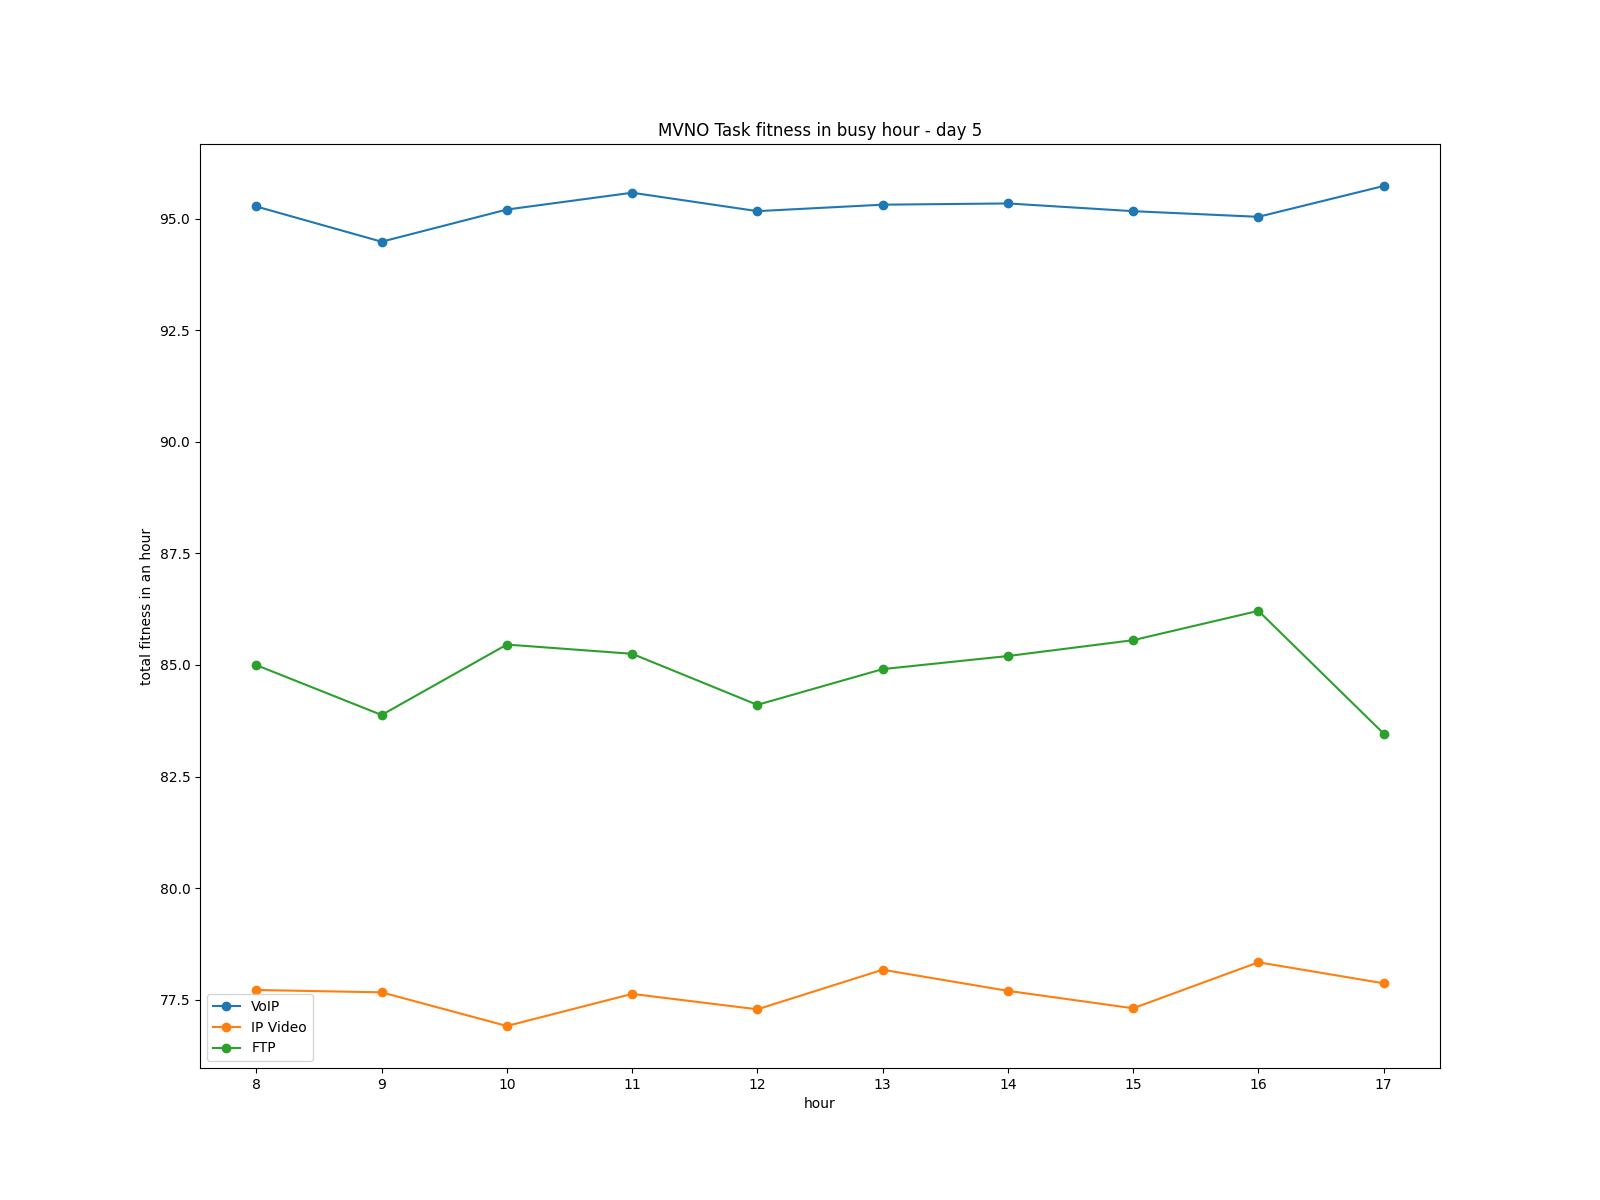 MVNO Task fitness in busy hour - day 5
total fitness in an hour
95.0
92.5
90.0
87.5
85.0
82.5
80.0
77.5
VoIP
IP Video
FTP
8 9 10 11 12 13 14 15 16 17
hour